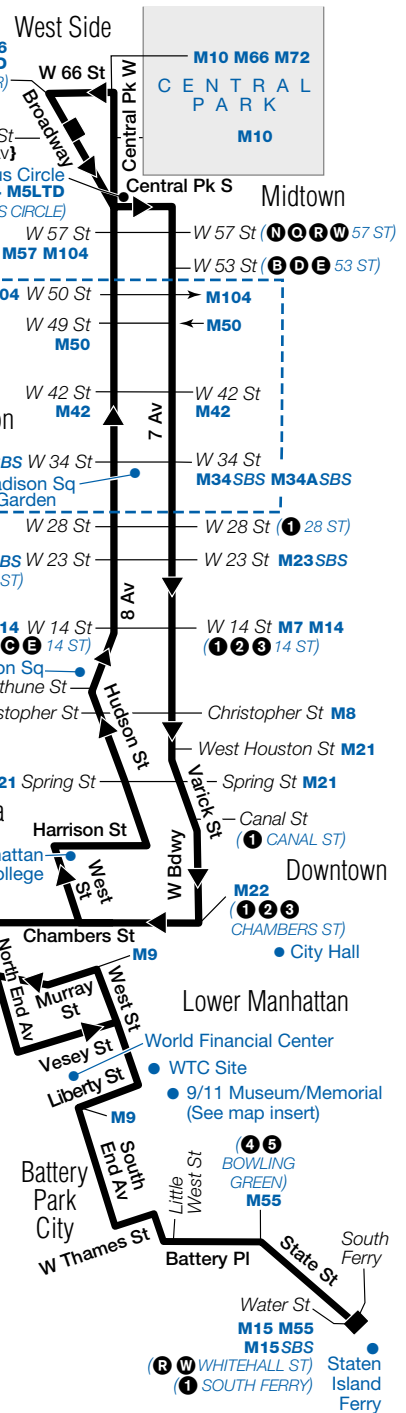 West Side
W 66 St
M10 M66 M72
CENTRAL
PARK
M10
Central Pk W
Broadway
Central Pk S
M5LTD
Midtown
W 57 St
M57 M104
W 57 St (N Q R W 57 ST)
W 53 St (B D E 53 ST)
W 50 St
M104
W 49 St
M50
M50
W 42 St
M42
W 42 St
M42
7 Av
W 34 St
W 34 St
M34SBS M34ASBS
Garden
W 28 St
W 28 St (1 28 ST)
W 23 St
W 23 St M23SBS
8 Av
W 14 St
C E 14 ST)
W 14 St M7 M14
(1 2 3 14 ST)
Hudson St
Christopher St M8
West Houston St M21
Spring St
Spring St M21
Varick St
Canal St
(1 CANAL ST)
Harrison St
West St
W Bdwy
Downtown
M22
(1 2 3
CHAMBERS ST)
City Hall
Chambers St
M9
North End Av
Murray St
West St
Vesey St
Liberty St
Lower Manhattan
World Financial Center
WTC Site
9/11 Museum/Memorial
(See map insert)
M9
South End Av
Battery
Park
City
Little West St
(4 5
BOWLING
GREEN)
M55
W Thames St
Battery Pl
State St
South
Ferry
Water St
M15 M55
M15SBS
(R W WHITEHALL ST)
(1 SOUTH FERRY)
Staten
Island
Ferry